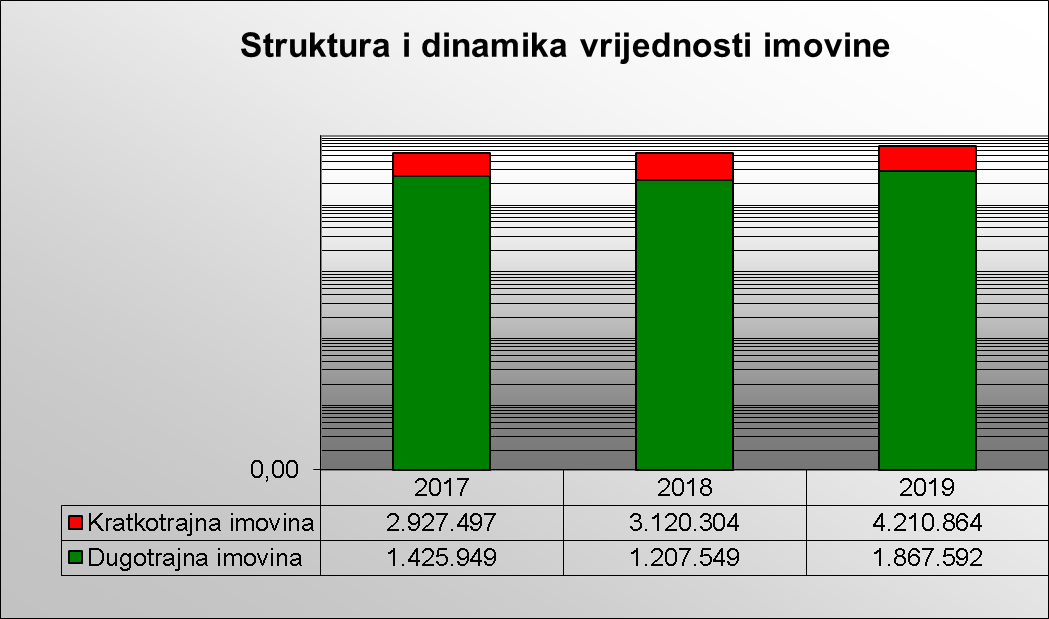 Struktura i dinamika vrijednosti imovine
0,00
2017 2018 2019
Kratkotrajna imovina 2.927.497 3.120.304 4.210.864
Dugotrajna imovina 1.425.949 1.207.549 1.867.592